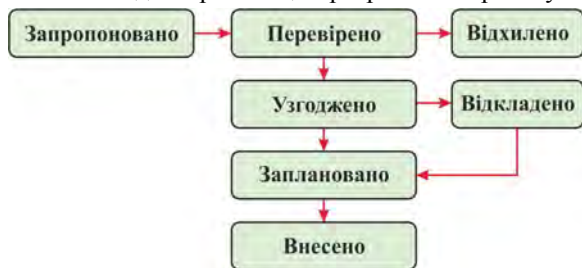 Запропоновано
Перевірено
Відхилено
Узгоджено
Відкладено
Заплановано
Внесено